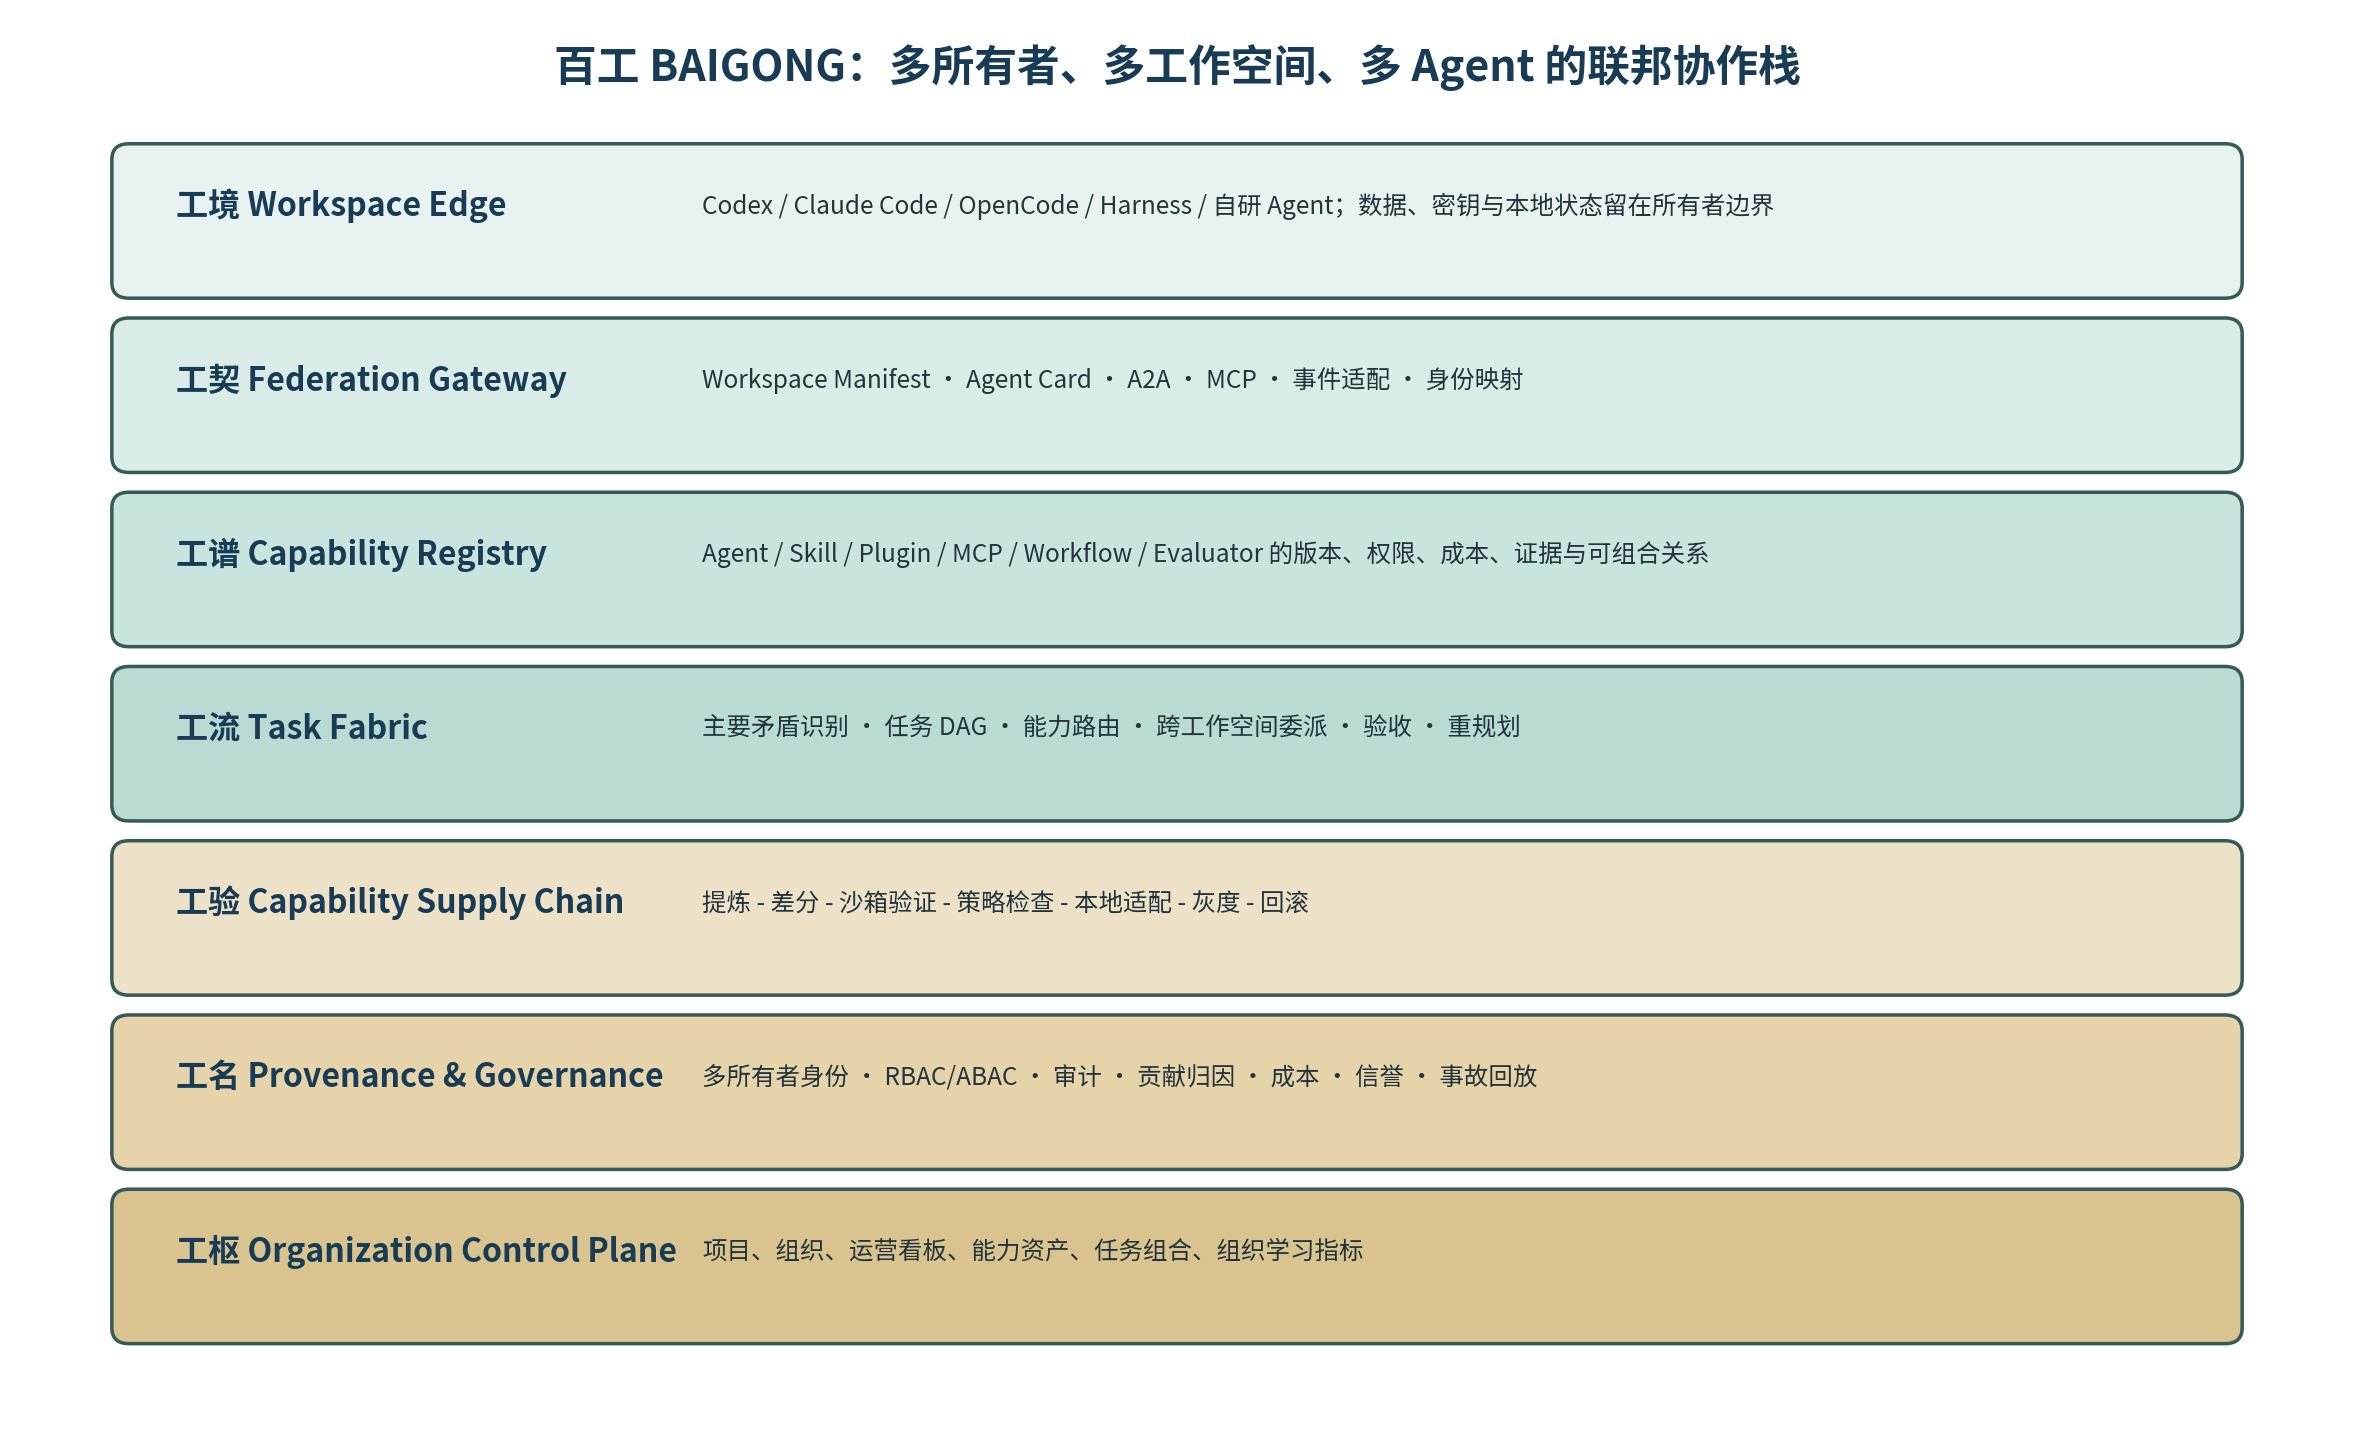 百工 BAIGONG：多所有者、多工作空间、多 Agent 的联邦协作栈
工境 Workspace Edge
Codex / Claude Code / OpenCode / Harness / 自研 Agent；数据、密钥与本地状态留在所有者边界
工契 Federation Gateway
Workspace Manifest · Agent Card · A2A · MCP · 事件适配 · 身份映射
工谱 Capability Registry
Agent / Skill / Plugin / MCP / Workflow / Evaluator 的版本、权限、成本、证据与可组合关系
工流 Task Fabric
主要矛盾识别 · 任务 DAG · 能力路由 · 跨工作空间委派 · 验收 · 重规划
工验 Capability Supply Chain
提炼 - 差分 - 沙箱验证 - 策略检查 - 本地适配 - 灰度 - 回滚
工名 Provenance & Governance
多所有者身份 · RBAC/ABAC · 审计 · 贡献归因 · 成本 · 信誉 · 事故回放
工枢 Organization Control Plane
项目、组织、运营看板、能力资产、任务组合、组织学习指标